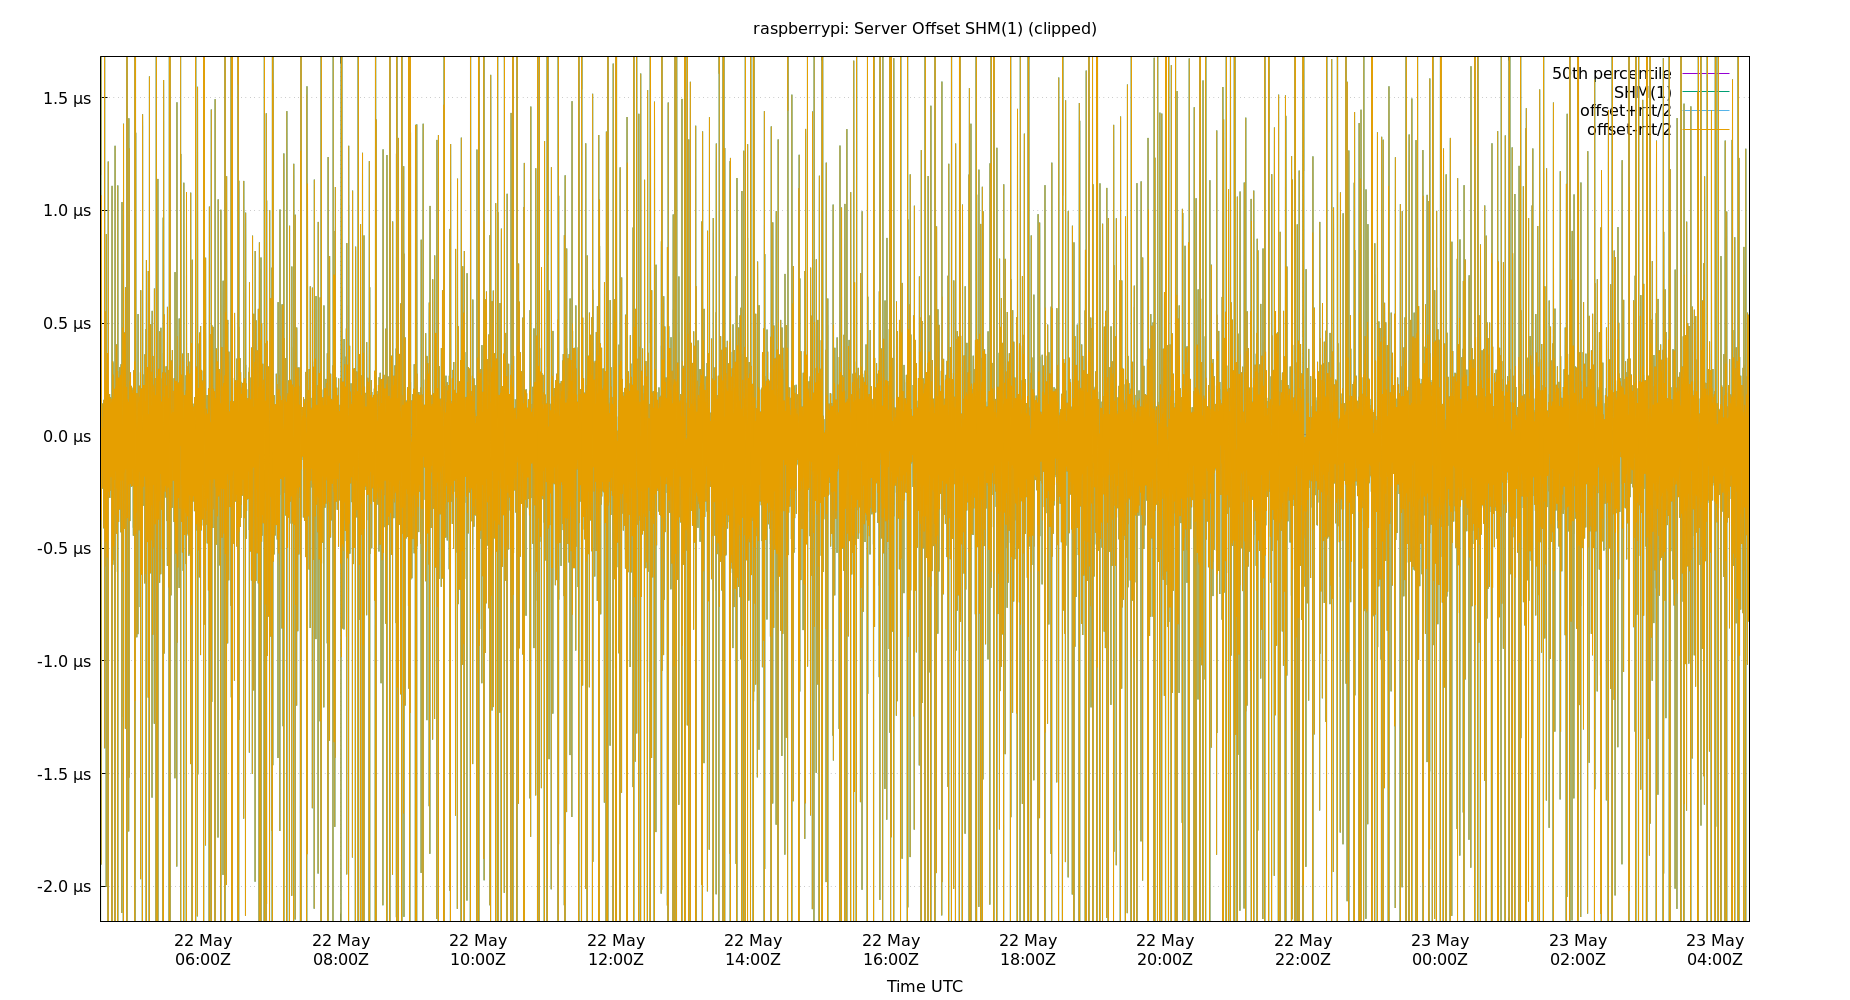 raspberrypi: Server Offset SHM(1) (clipped)
50th percentile
SHM(1)
offset+rtt/2
offset-rtt/2
1.5 µs
1.0 µs
0.5 µs
0.0 µs
-0.5 µs
-1.0 µs
-1.5 µs
-2.0 µs
22 May 22 May 22 May 22 May 22 May 22 May 22 May 22 May 22 May 23 May 23 May 23 May
06:00Z 08:00Z 10:00Z 12:00Z 14:00Z 16:00Z 18:00Z 20:00Z 22:00Z 00:00Z 02:00Z 04:00Z
Time UTC